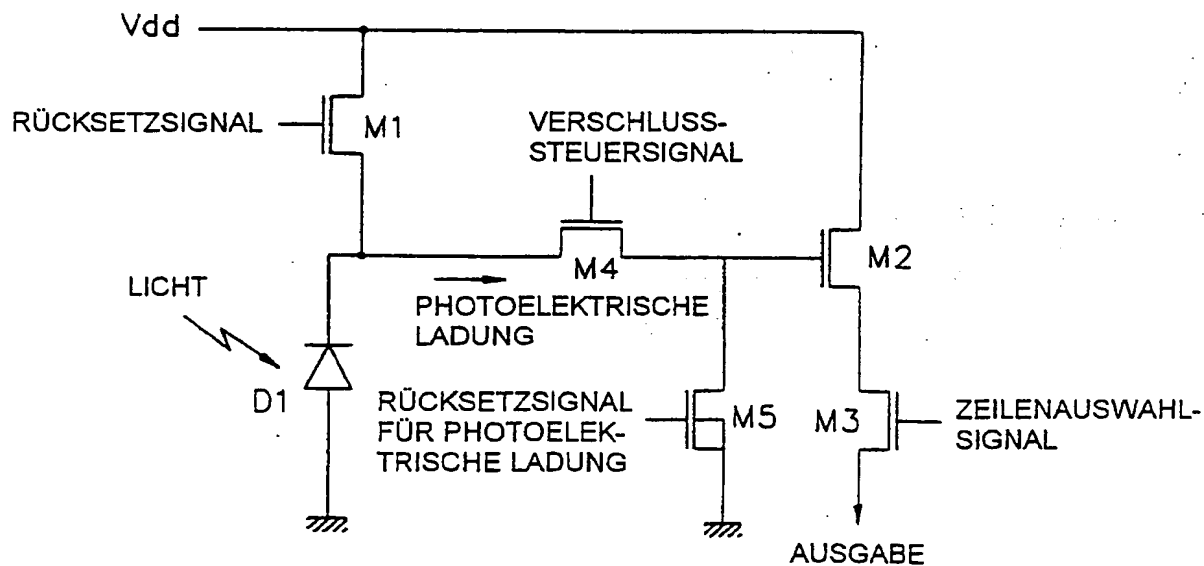 Vdd
RÜCKSETZSIGNAL
M1
VERSCHLUSS-
STEUERSIGNAL
M4
M2
LICHT
PHOTOELEKTRISCHE
LADUNG
D1
RÜCKSETZSIGNAL
FÜR PHOTOELEK-
TRISCHE LADUNG
M5
M3
ZEILENAUSWAHL-
SIGNAL
AUSGABE